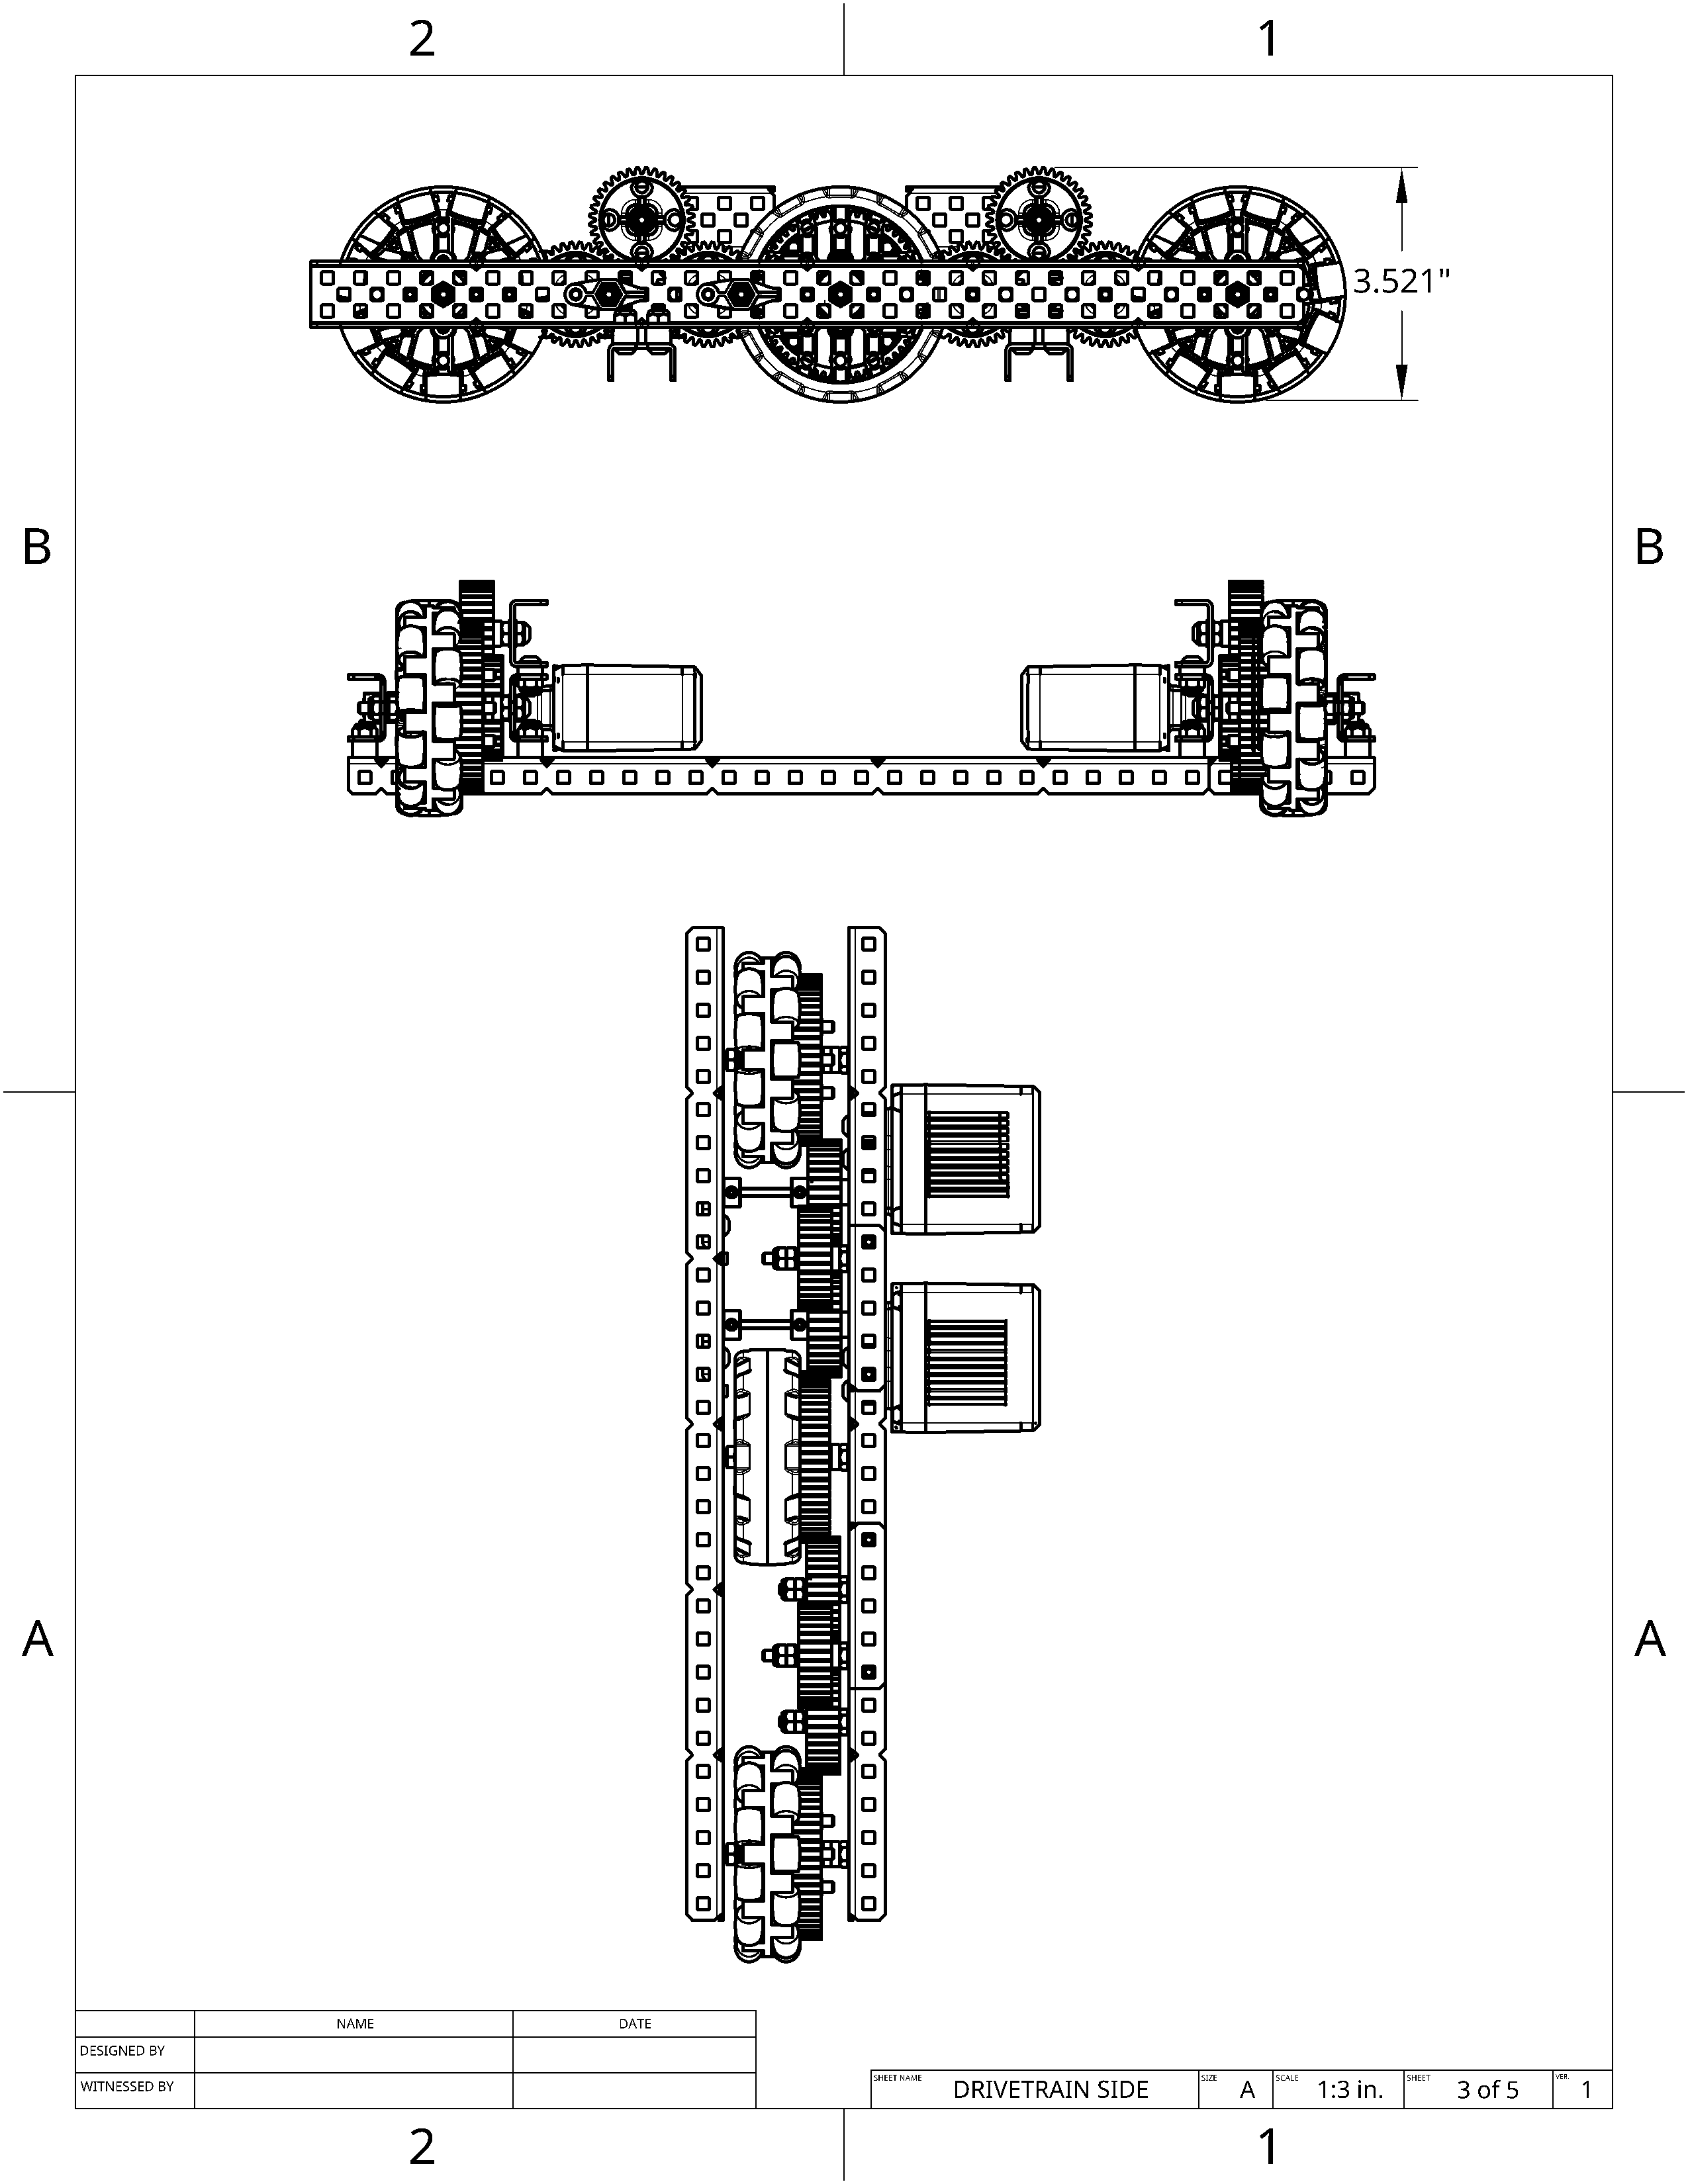 2 1
3.521"
B B
A A
NAME DATE
DESIGNED BY
WITNESSED BY
SHEET NAME DRIVETRAIN SIDE SIZE A SCALE 1:3 in. SHEET 3 of 5 VER. 1
2 1